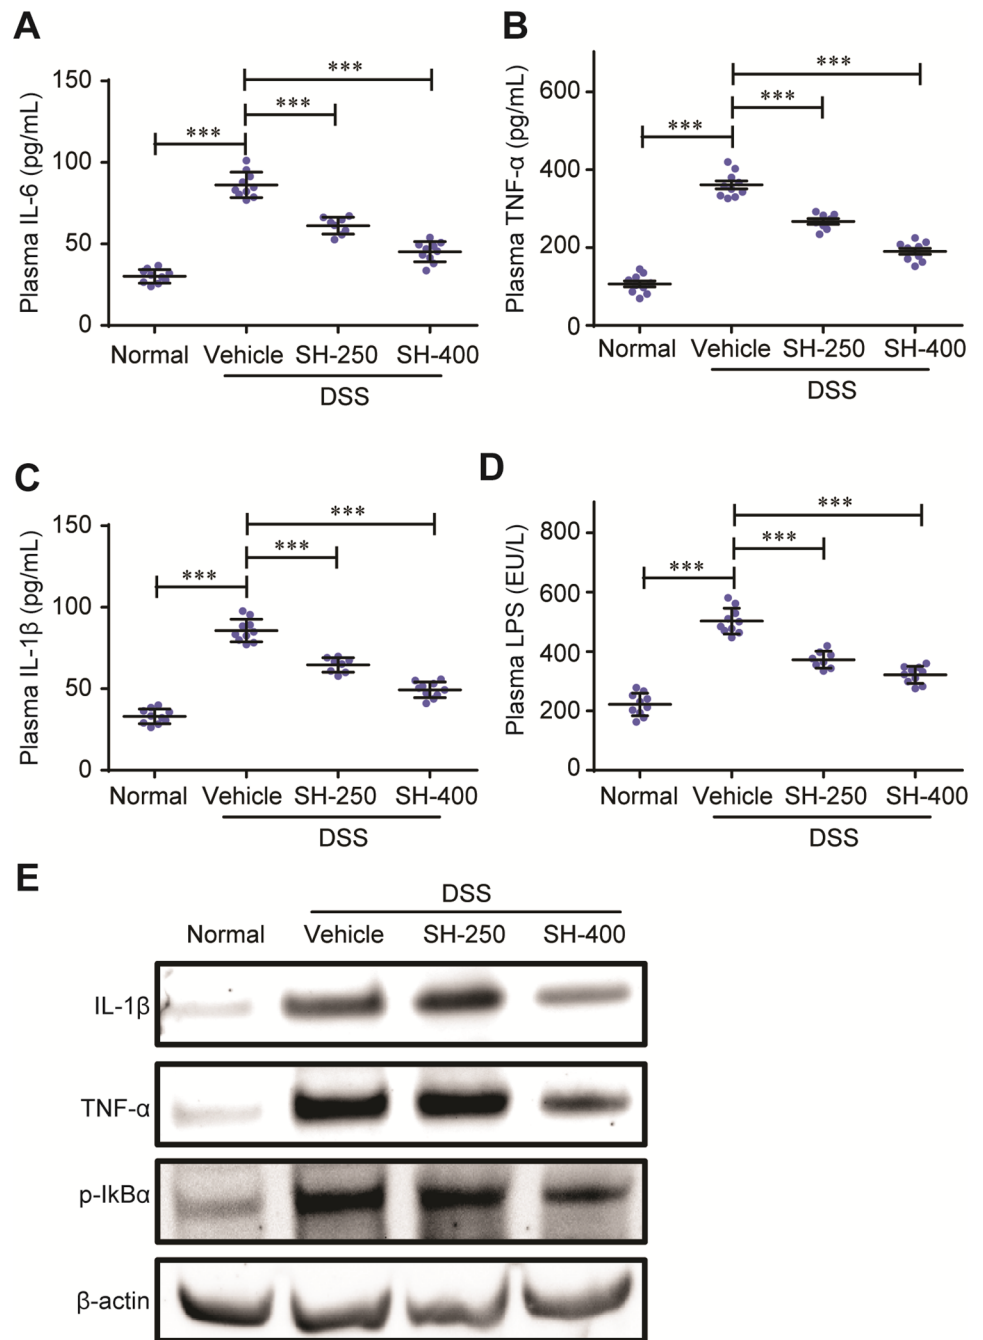 A
Plasma IL-6 (pg/mL)
150
100
50
0
***
***
***
Normal Vehicle SH-250 SH-400
DSS
B
Plasma TNF-α (pg/mL)
600
400
200
0
***
***
***
Normal Vehicle SH-250 SH-400
DSS
C
Plasma IL-1β (pg/mL)
150
100
50
0
***
***
***
Normal Vehicle SH-250 SH-400
DSS
D
Plasma LPS (EU/L)
800
600
400
200
0
***
***
***
Normal Vehicle SH-250 SH-400
DSS
E
DSS
Normal Vehicle SH-250 SH-400
IL-1β
TNF-α
p-IkBα
β-actin